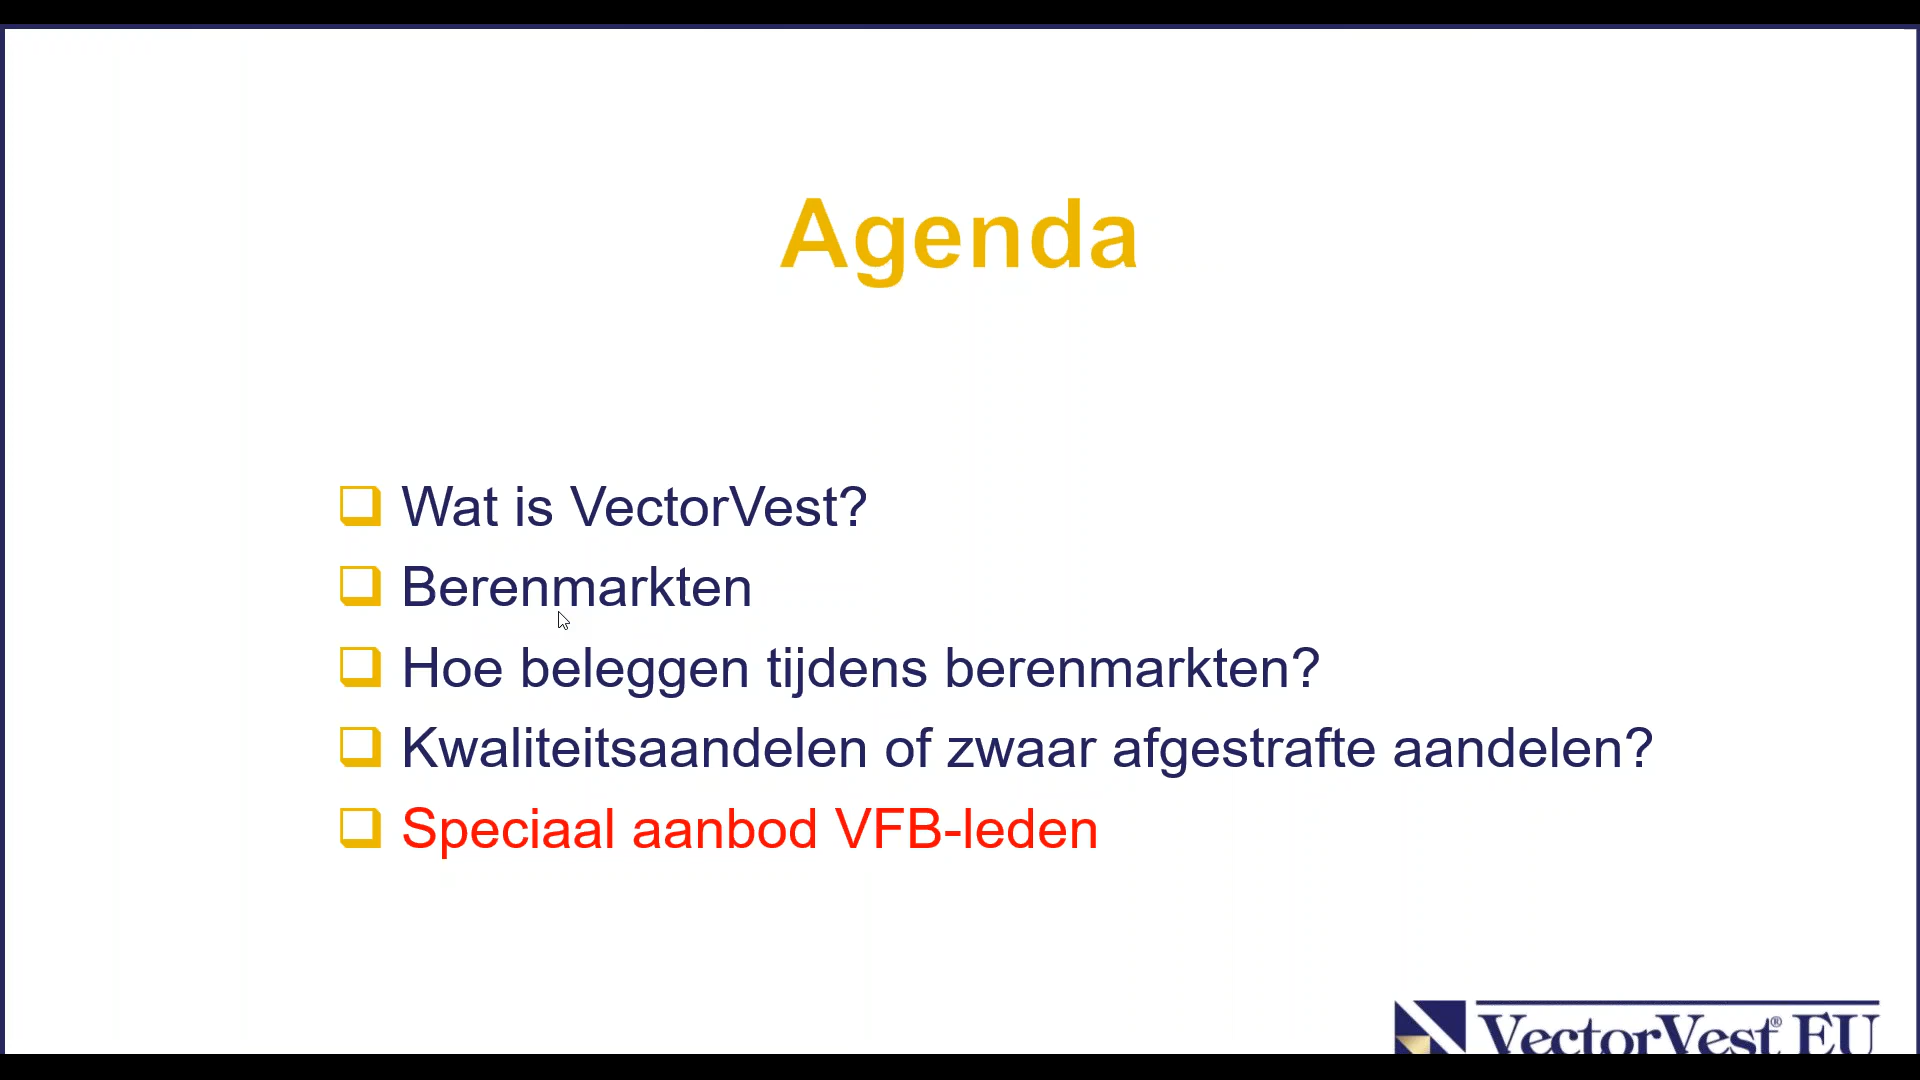 Agenda
Wat is VectorVest?
Berenmarkten
Hoe beleggen tijdens berenmarkten?
Kwaliteitsaandelen of zwaar afgestrafte aandelen?
Speciaal aanbod VFB-leden
VectorVest® EU